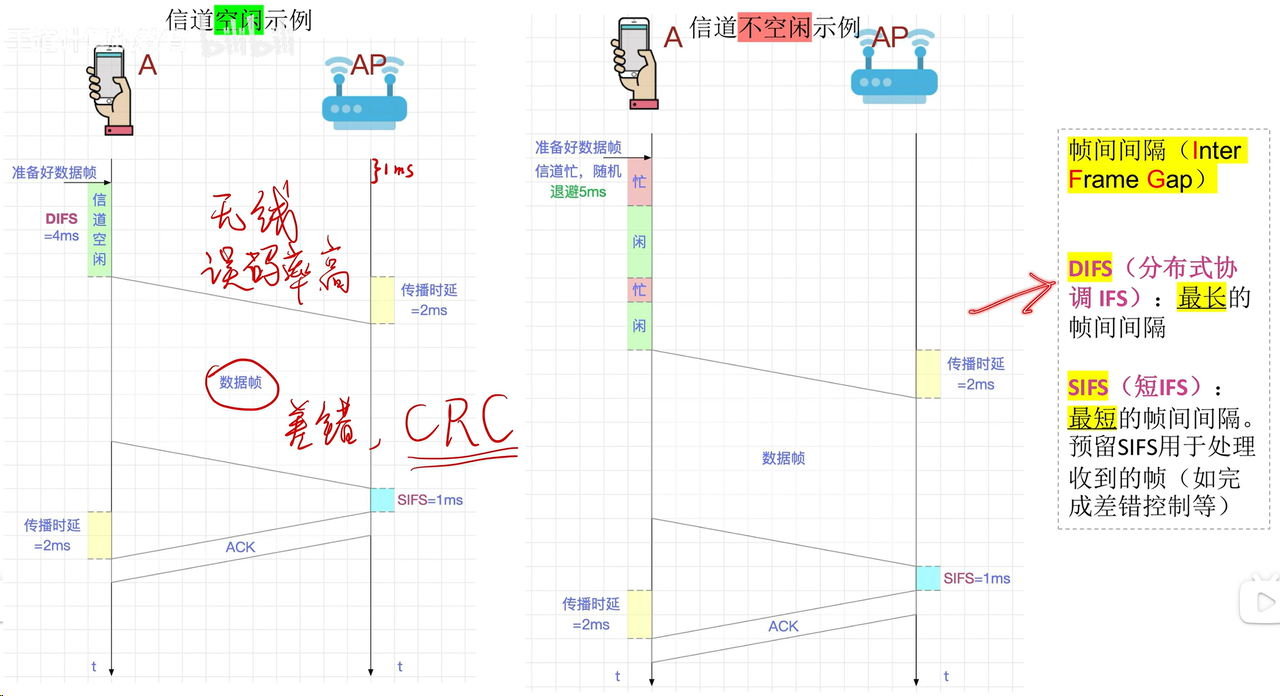 信道空闲示例
bilibili
A
AP
准备好数据帧
DIFS
=4ms
信
道
空
闲
1ms
无线
误码率高
传播时延
=2ms
数据帧
差错，CRC
SIFS=1ms
传播时延
=2ms
ACK
t
t
信道不空闲示例
A
AP
准备好数据帧
信道忙，随机
退避5ms
忙
闲
忙
闲
传播时延
=2ms
数据帧
SIFS=1ms
传播时延
=2ms
ACK
t
t
帧间间隔（Inter
Frame Gap）
DIFS（分布式协
调 IFS）：最长的
帧间间隔
SIFS（短IFS）：
最短的帧间间隔。
预留SIFS用于处理
收到的帧（如完
成差错控制等）